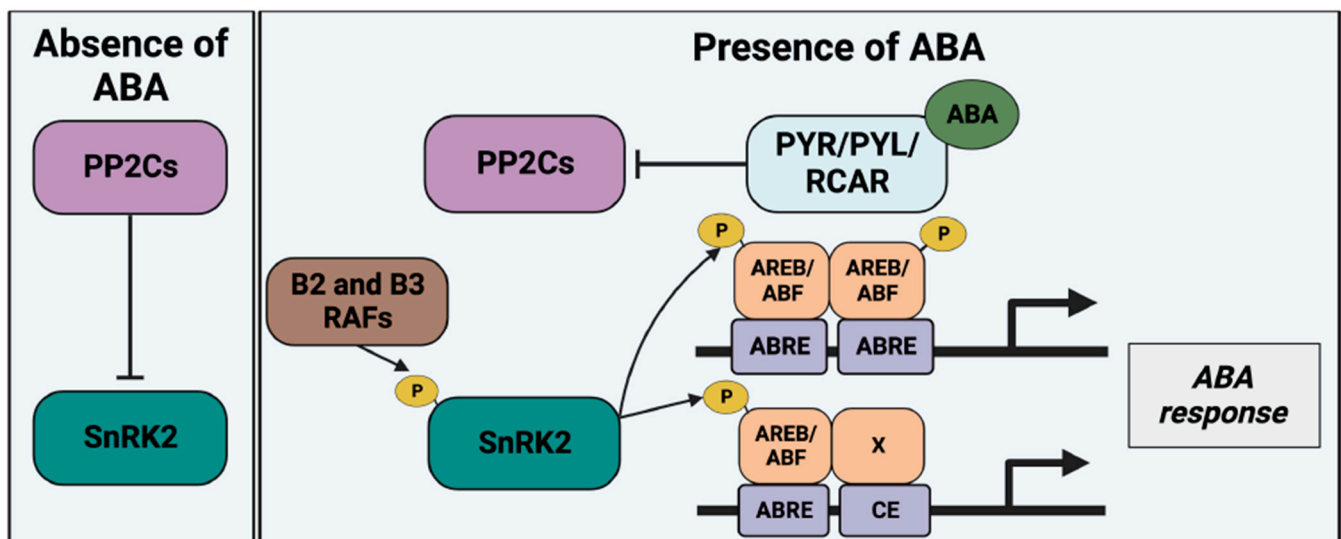 Absence of
ABA
PP2Cs
SnRK2
Presence of ABA
PP2Cs
PYR/PYL/
RCAR
ABA
B2 and B3
RAFs
P
SnRK2
P
P
AREB/
ABF
AREB/
ABF
ABRE
ABRE
P
AREB/
ABF
X
ABRE
CE
ABA
response